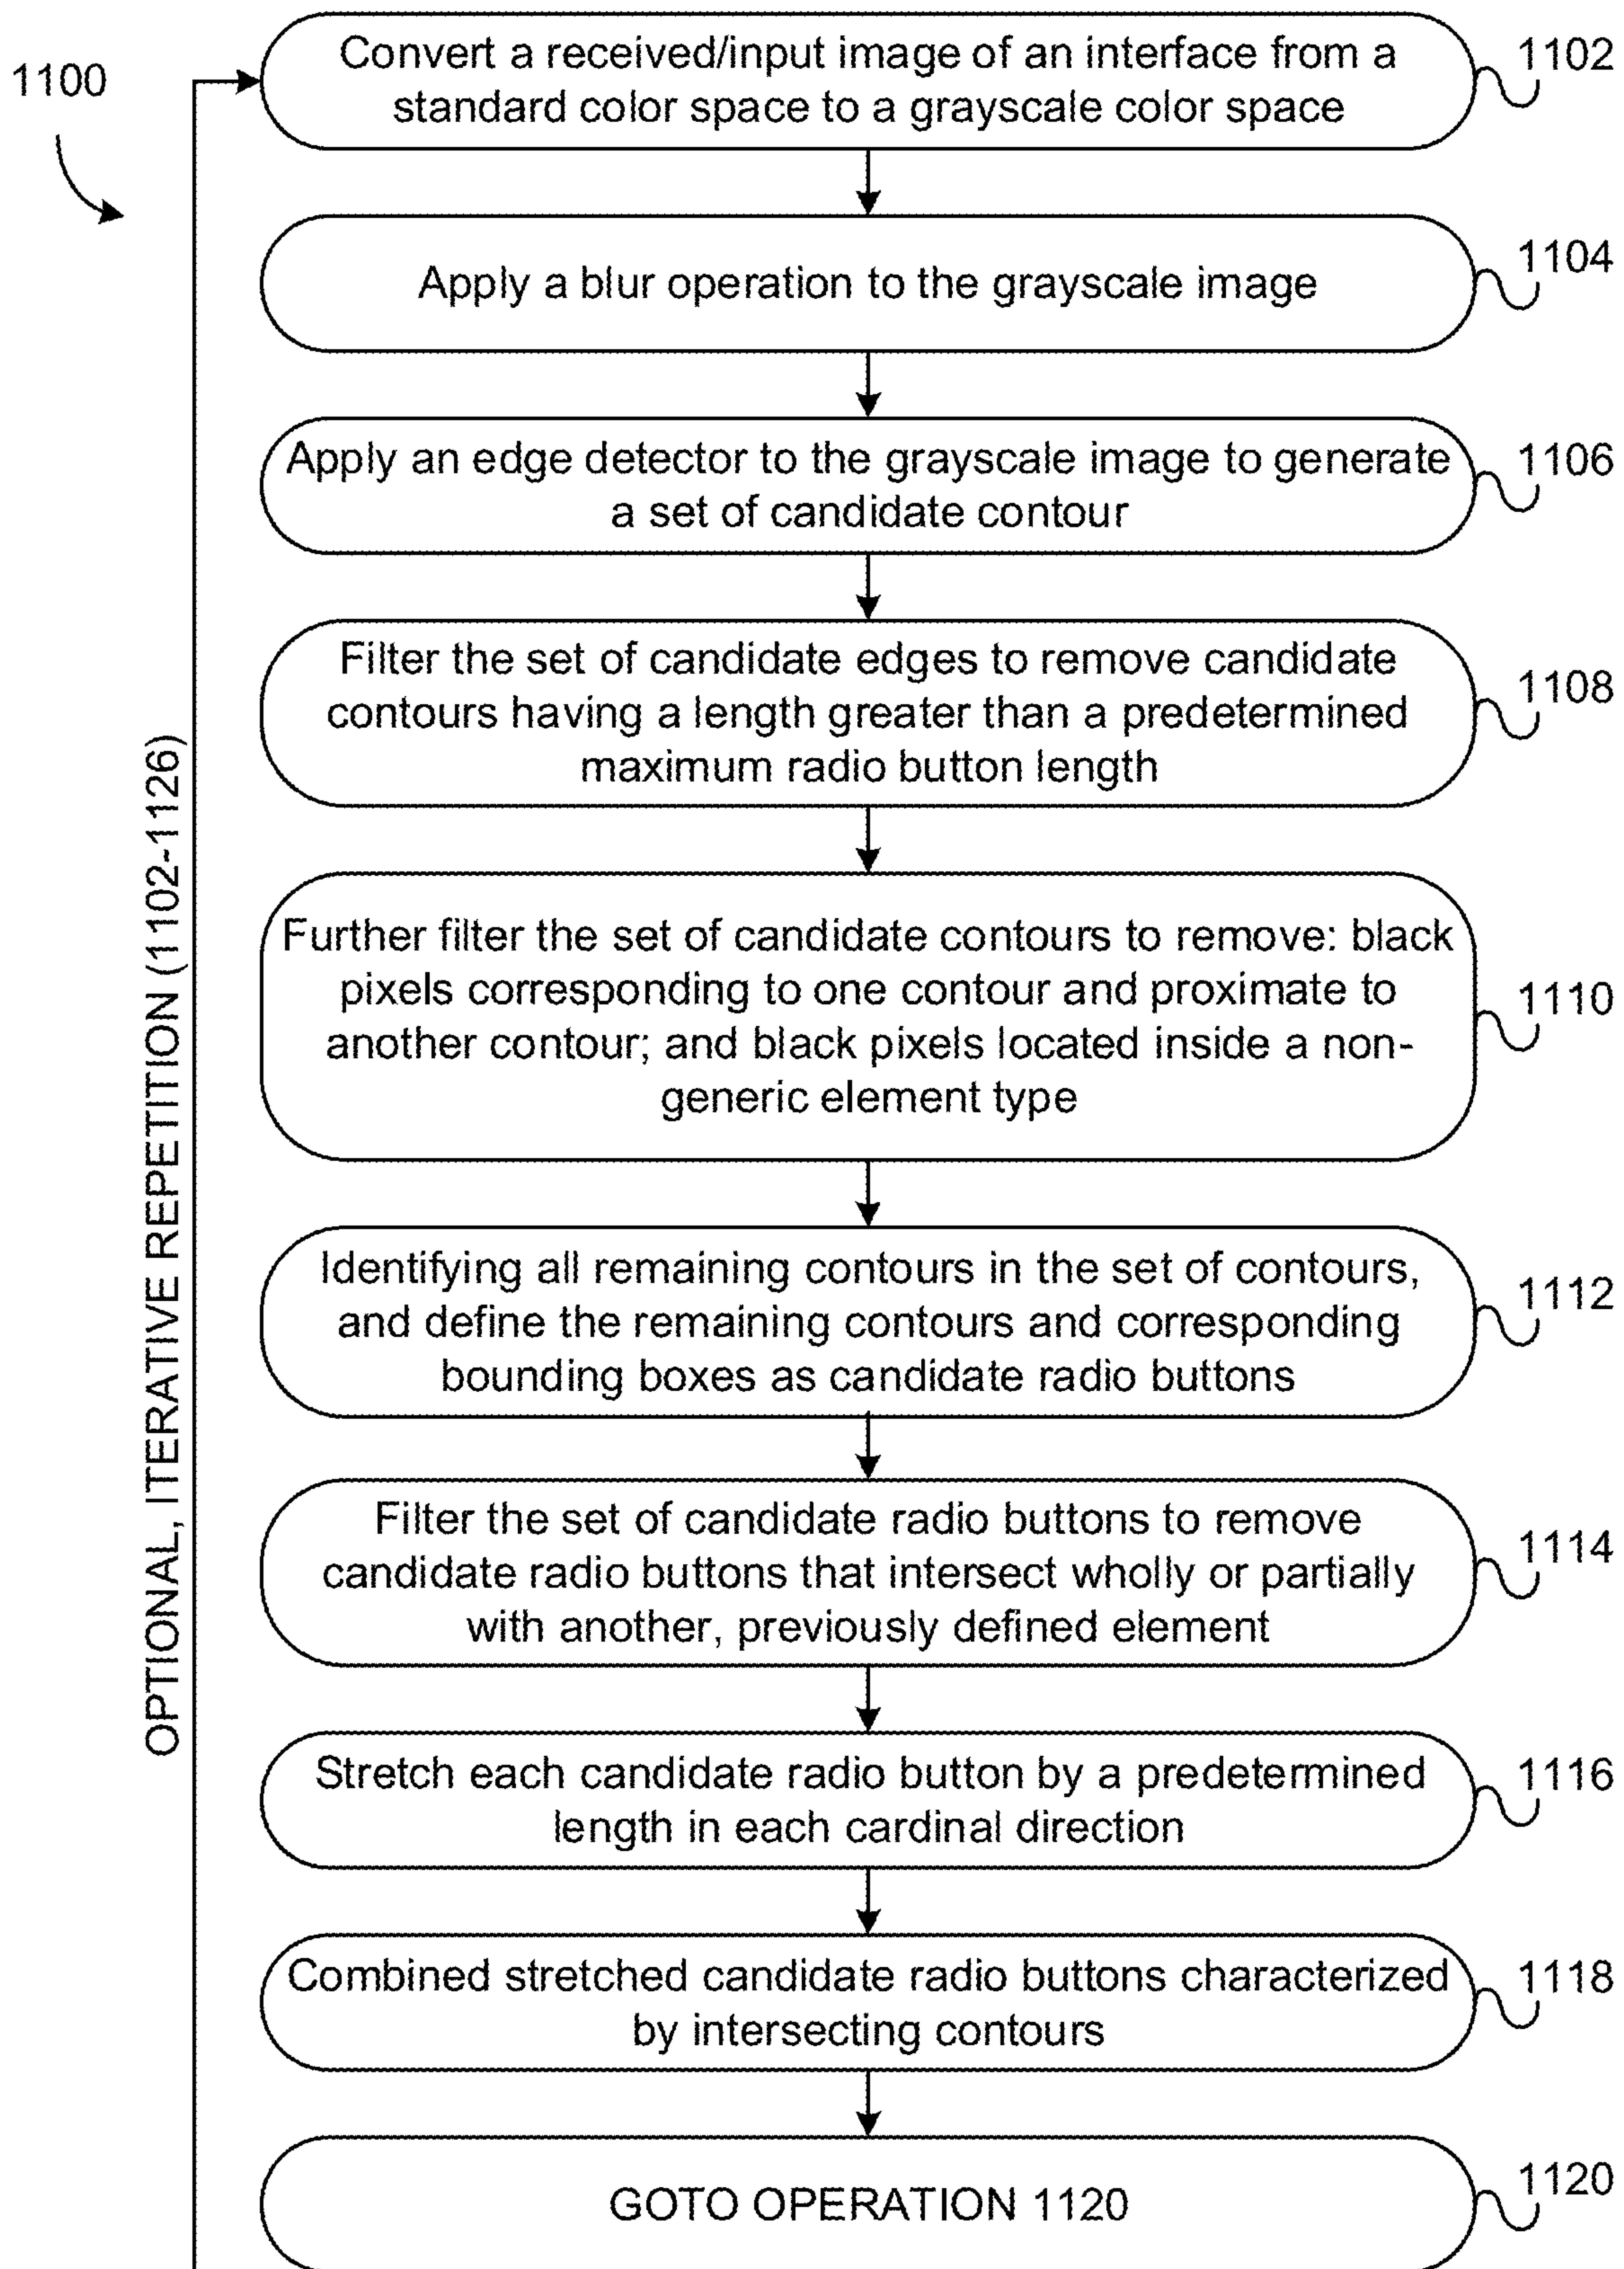 1100
Convert a received/input image of an interface from a
standard color space to a grayscale color space
1102
Apply a blur operation to the grayscale image
1104
Apply an edge detector to the grayscale image to generate
a set of candidate contour
1106
Filter the set of candidate edges to remove candidate
contours having a length greater than a predetermined
maximum radio button length
1108
Further filter the set of candidate contours to remove: black
pixels corresponding to one contour and proximate to
another contour; and black pixels located inside a non-
generic element type
1110
Identifying all remaining contours in the set of contours,
and define the remaining contours and corresponding
bounding boxes as candidate radio buttons
1112
Filter the set of candidate radio buttons to remove
candidate radio buttons that intersect wholly or partially
with another, previously defined element
1114
Stretch each candidate radio button by a predetermined
length in each cardinal direction
1116
Combined stretched candidate radio buttons characterized
by intersecting contours
1118
GOTO OPERATION 1120
1120
OPTIONAL, ITERATIVE REPETITION (1102-1126)